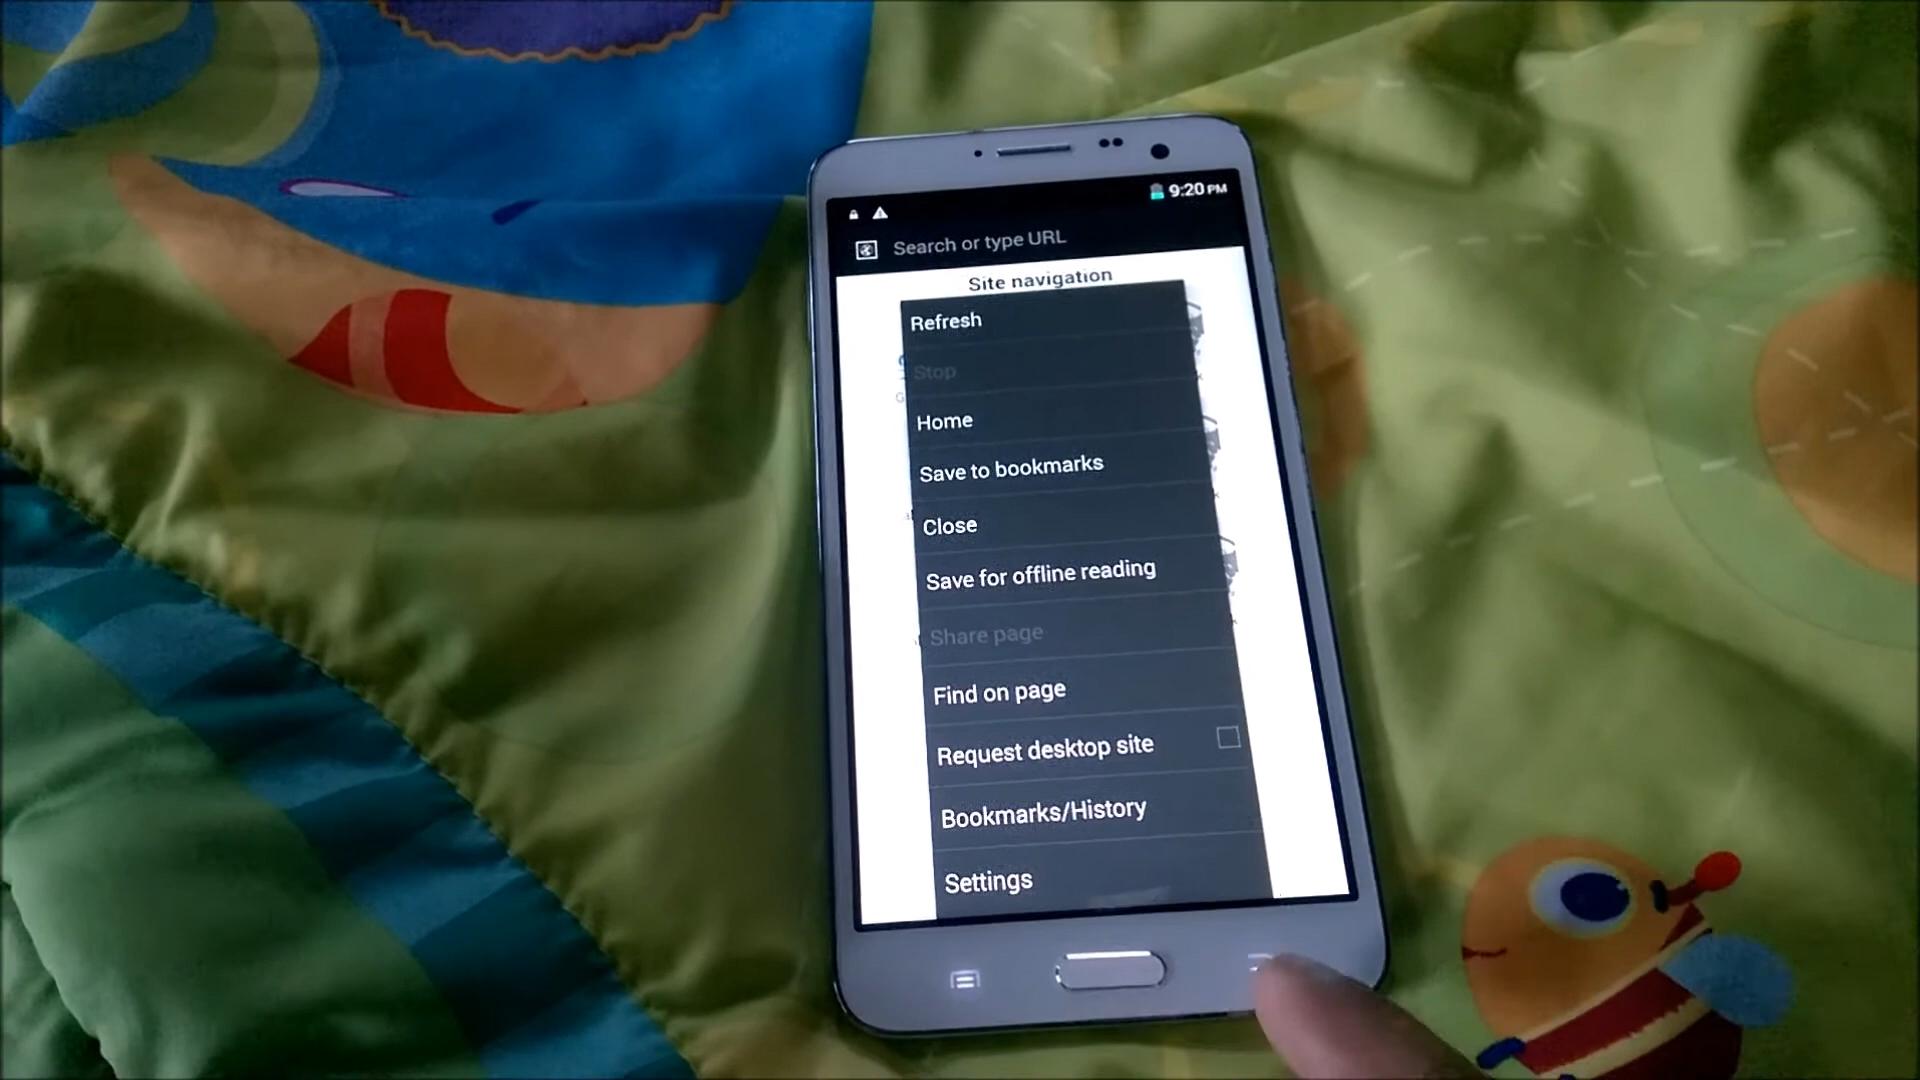 9:20 PM
Search or type URL
Site navigation
Refresh
Stop
Home
Save to bookmarks
Close
Save for offline reading
Share page
Find on page
Request desktop site
Bookmarks/History
Settings